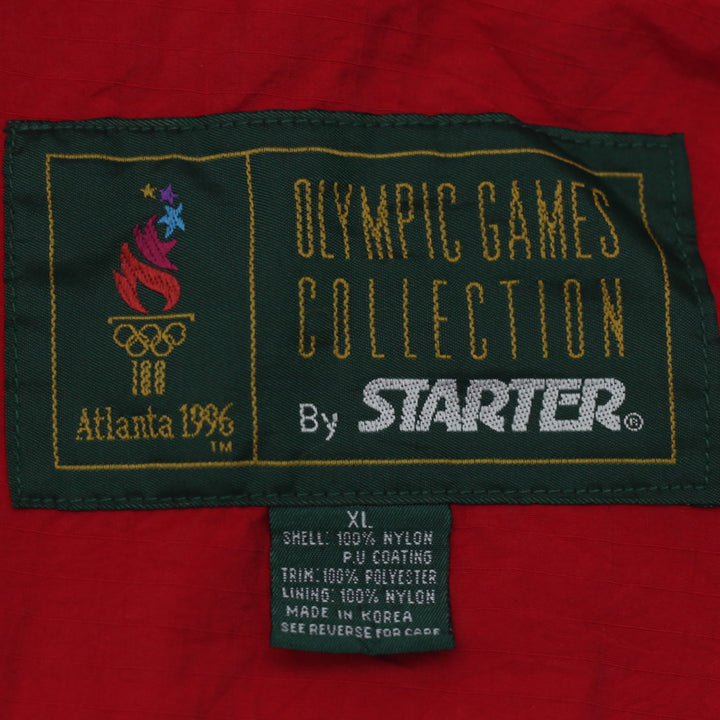 100
Atlanta 1996
TM
OLYMPIC GAMES
COLLECTION
By STARTER®
XL
SHELL: 100% NYLON
P.U COATING
TRIM: 100% POLYESTER
LINING: 100% NYLON
MADE IN KOREA
SEE REVERSE FOR CARE